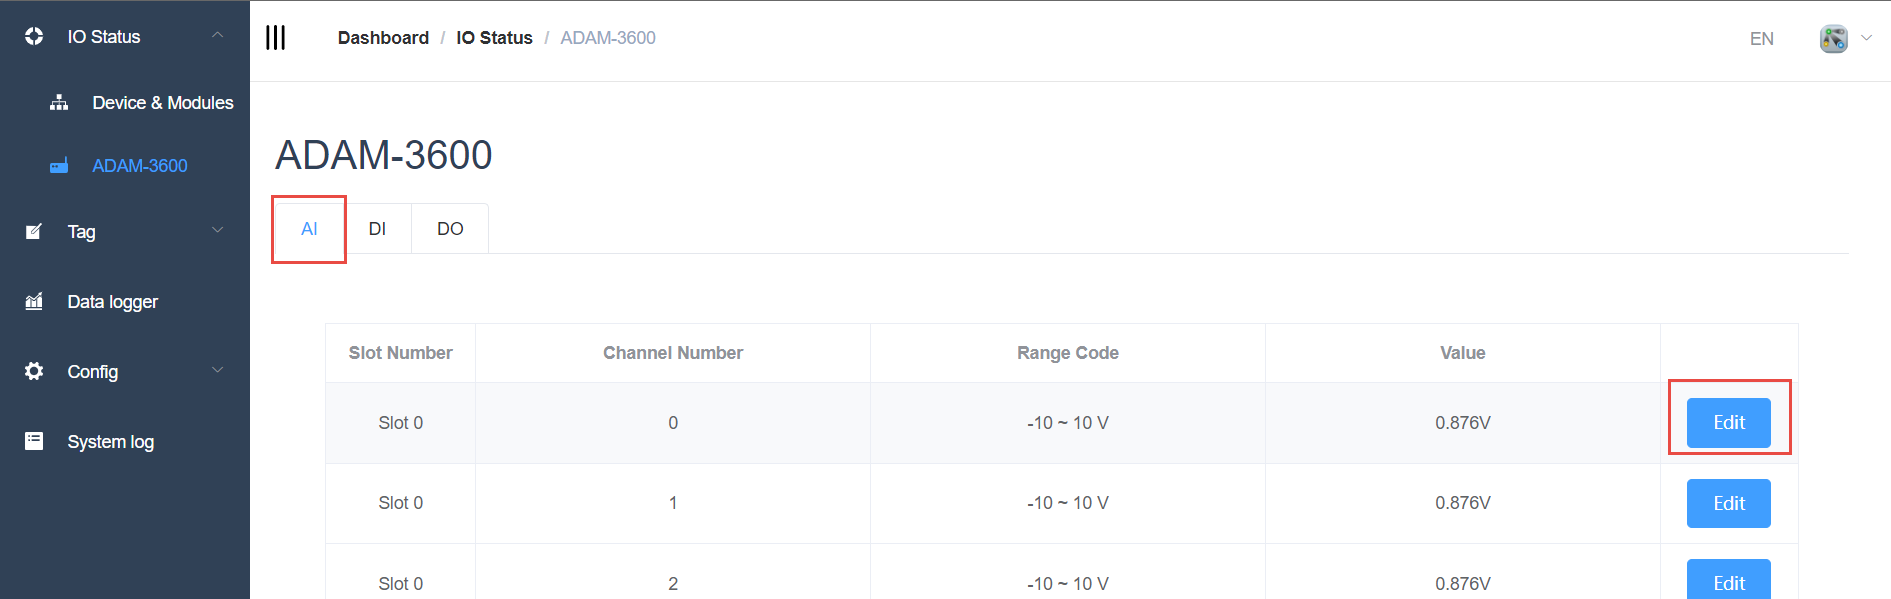 IO Status
Device & Modules
ADAM-3600
Tag
Data logger
Config
System log
Dashboard / IO Status / ADAM-3600
EN
ADAM-3600
AI DI DO
Slot Number Channel Number Range Code Value
Slot 0 0 -10 ~ 10 V 0.876V Edit
Slot 0 1 -10 ~ 10 V 0.876V Edit
Slot 0 2 -10 ~ 10 V 0.876V Edit